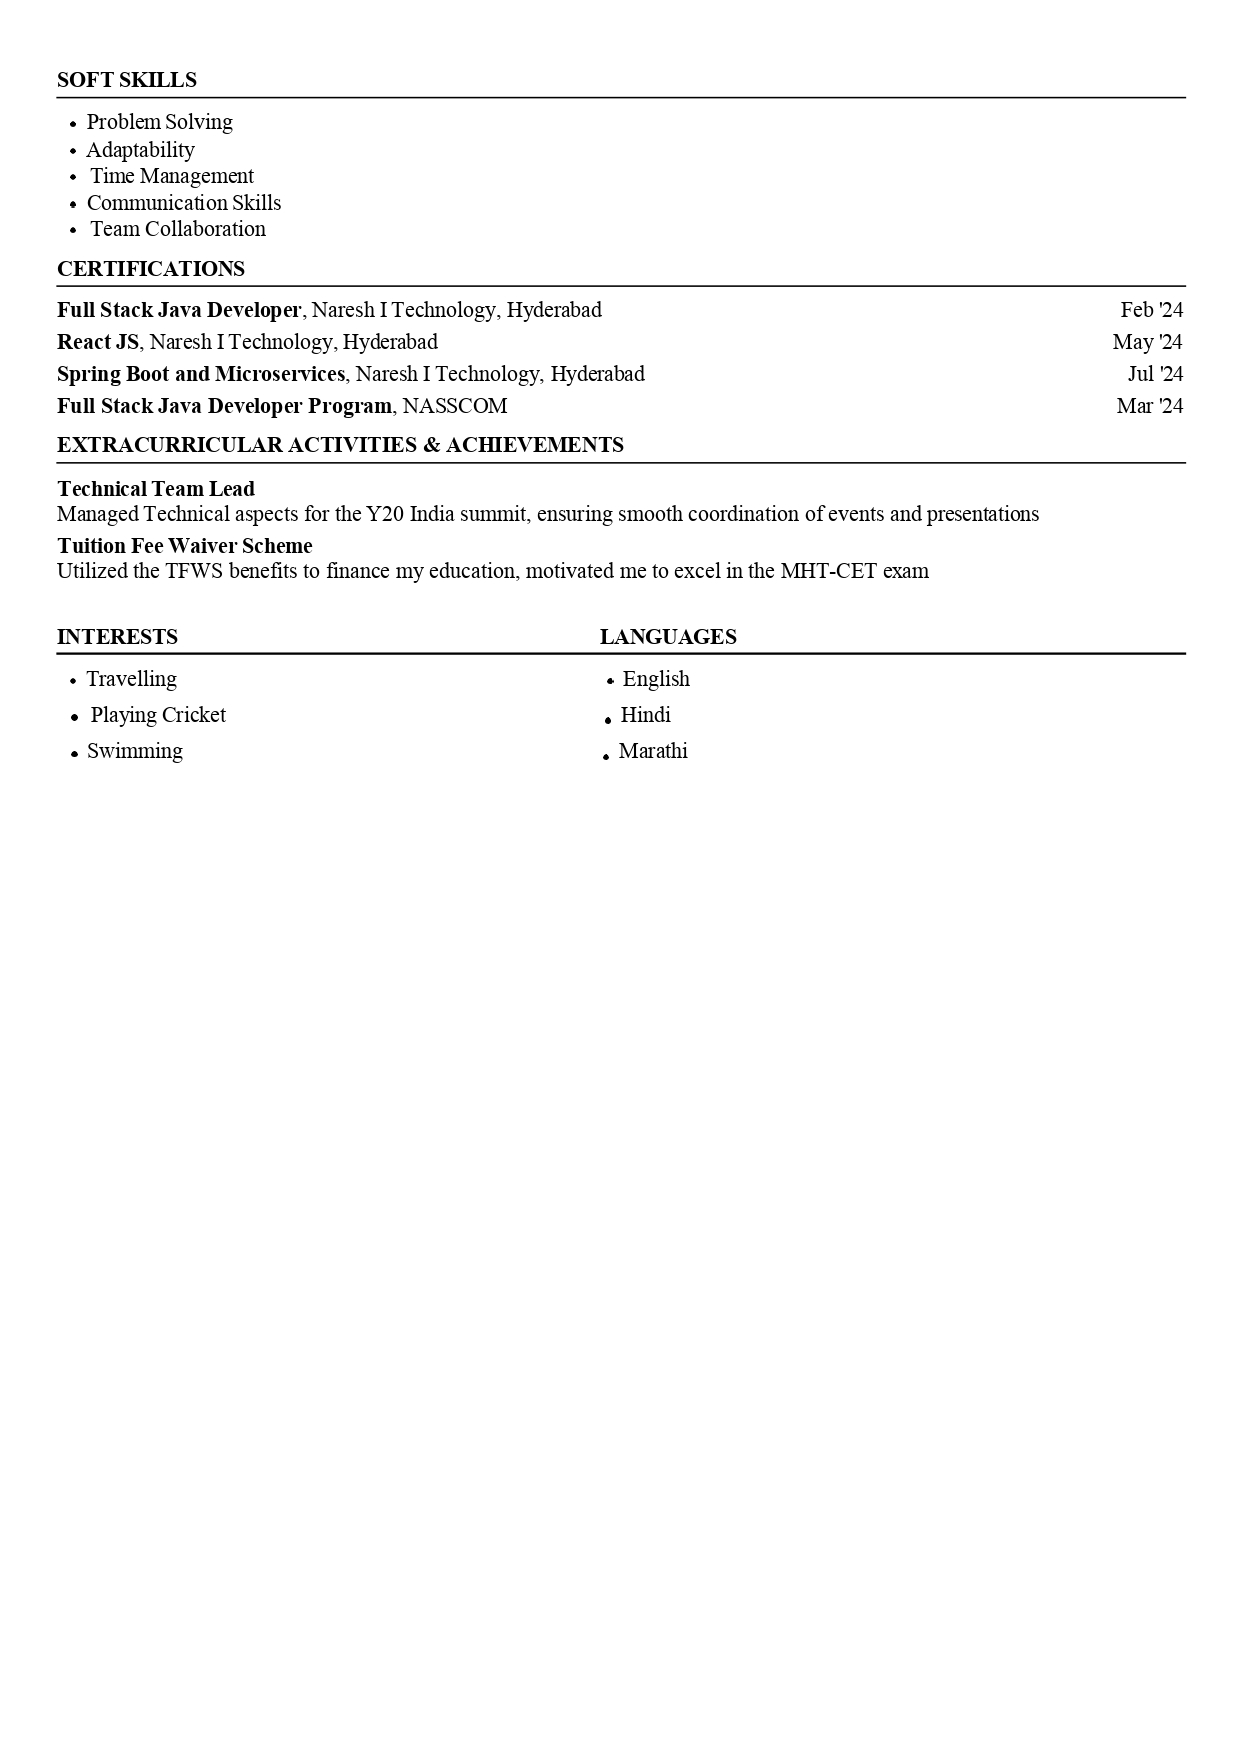 SOFT SKILLS
• Problem Solving
• Adaptability
• Time Management
• Communication Skills
• Team Collaboration
CERTIFICATIONS
Full Stack Java Developer, Naresh I Technology, Hyderabad Feb '24
React JS, Naresh I Technology, Hyderabad May '24
Spring Boot and Microservices, Naresh I Technology, Hyderabad Jul '24
Full Stack Java Developer Program, NASSCOM Mar '24
EXTRACURRICULAR ACTIVITIES & ACHIEVEMENTS
Technical Team Lead
Managed Technical aspects for the Y20 India summit, ensuring smooth coordination of events and presentations
Tuition Fee Waiver Scheme
Utilized the TFWS benefits to finance my education, motivated me to excel in the MHT-CET exam
INTERESTS
• Travelling
• Playing Cricket
• Swimming
LANGUAGES
• English
• Hindi
• Marathi